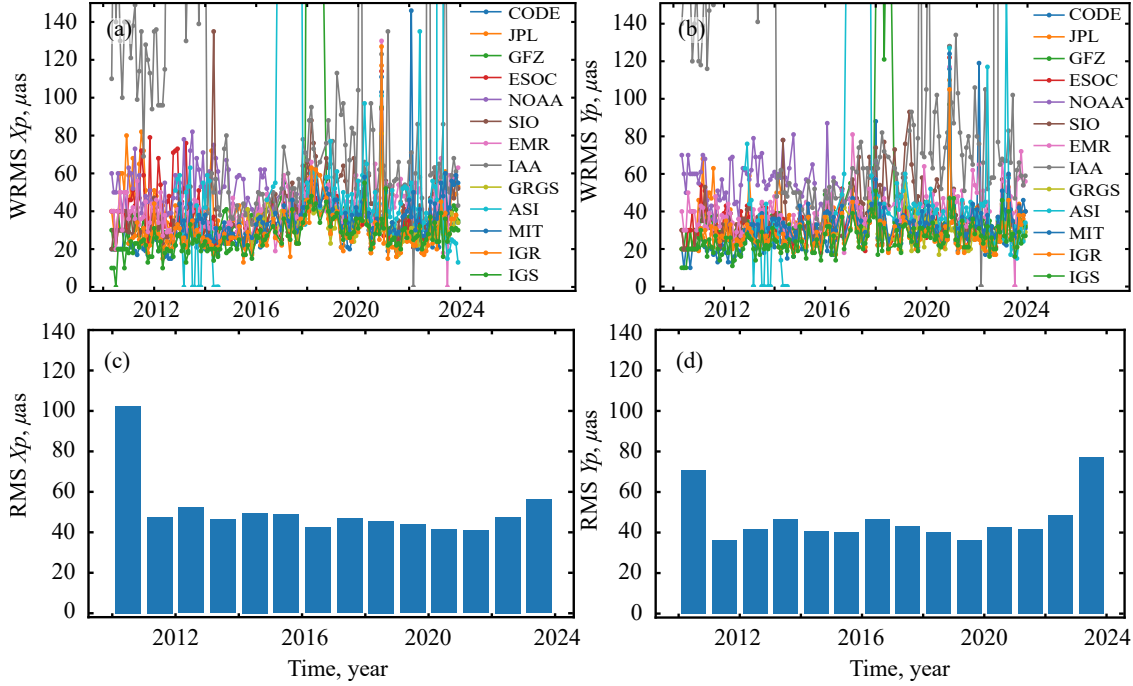 (a)
WRMS Xp, μas
140
120
100
80
60
40
20
0
2012
2016
2020
2024
CODE
JPL
GFZ
ESOC
NOAA
SIO
EMR
IAA
GRGS
ASI
MIT
IGR
IGS
(b)
WRMS Yp, μas
140
120
100
80
60
40
20
0
2012
2016
2020
2024
CODE
JPL
GFZ
ESOC
NOAA
SIO
EMR
IAA
GRGS
ASI
MIT
IGR
IGS
(c)
RMS Xp, μas
140
120
100
80
60
40
20
0
2012
2016
2020
2024
Time, year
(d)
RMS Yp, μas
140
120
100
80
60
40
20
0
2012
2016
2020
2024
Time, year